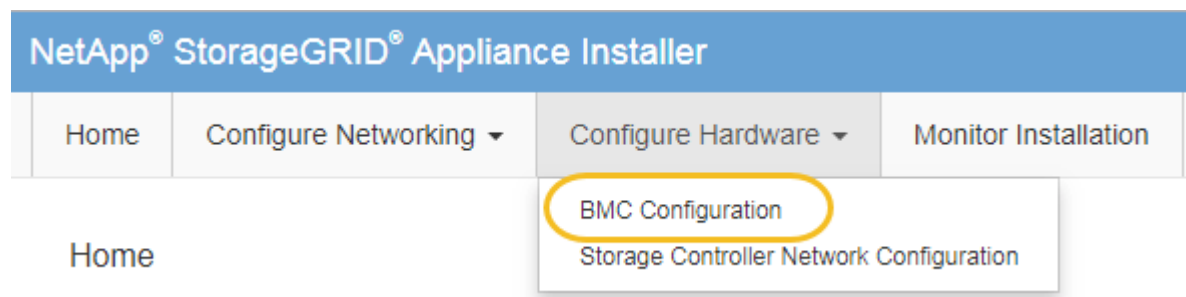 NetApp® StorageGRID® Appliance Installer
Home Configure Networking Configure Hardware Monitor Installation
BMC Configuration
Home
Storage Controller Network Configuration